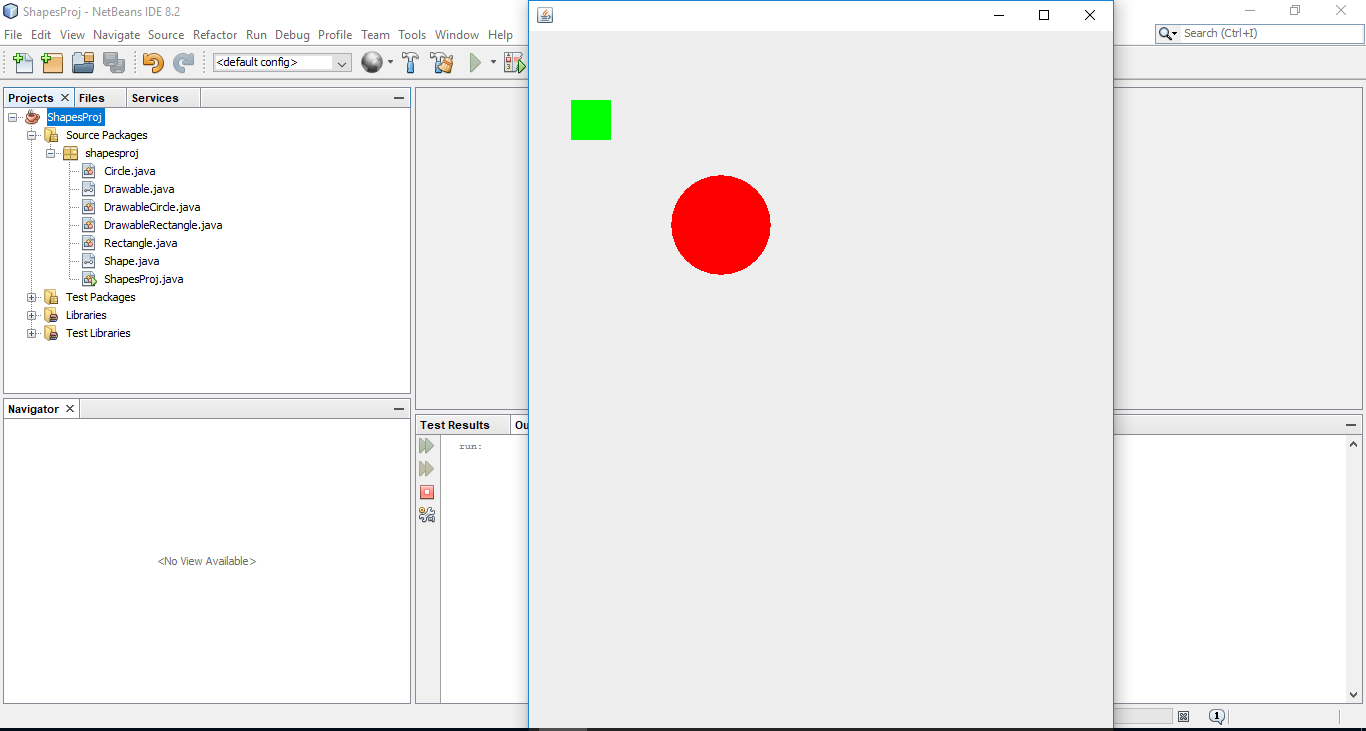 ShapesProj - NetBeans IDE 8.2
File Edit View Navigate Source Refactor Run Debug Profile Team Tools Window Help
Search (Ctrl+I)
<default config>
Projects Files Services
ShapesProj
Source Packages
shapesproj
Circle.java
Drawable.java
DrawableCircle.java
DrawableRectangle.java
Rectangle.java
Shape.java
ShapesProj.java
Test Packages
Libraries
Test Libraries
Navigator
<No View Available>
Test Results Ou
run:
1